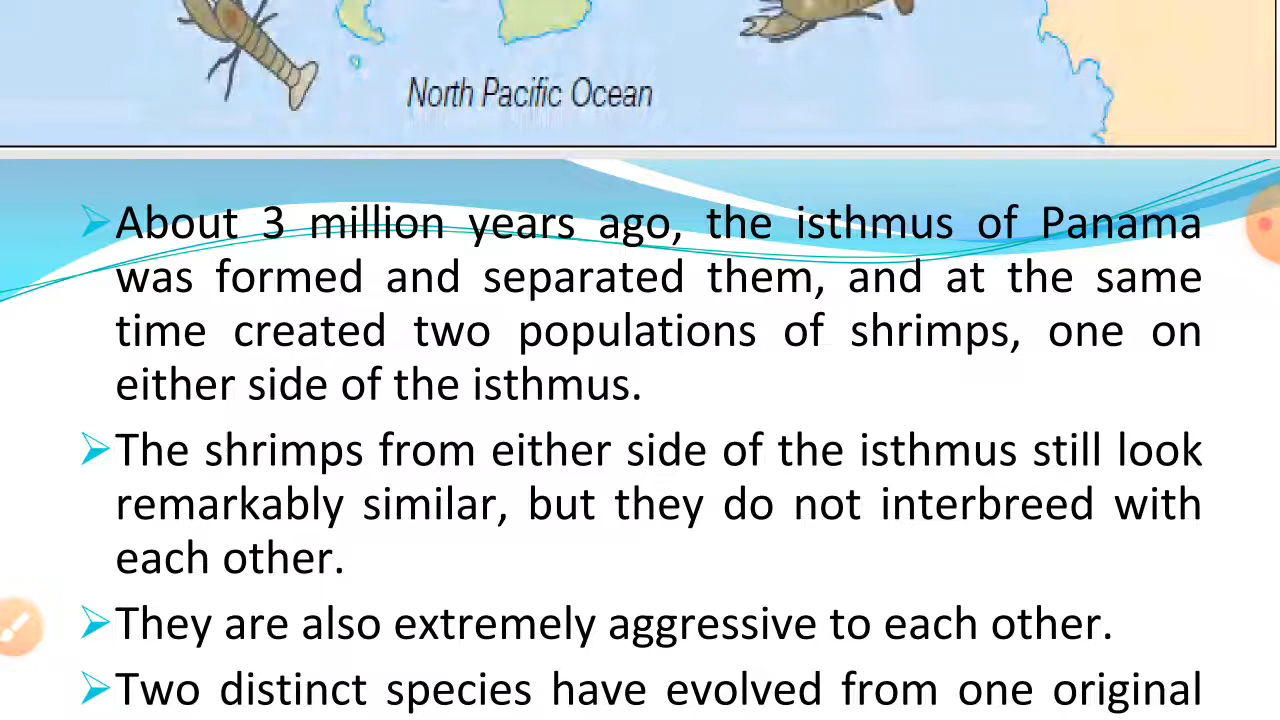 North Pacific Ocean
About 3 million years ago, the isthmus of Panama
was formed and separated them, and at the same
time created two populations of shrimps, one on
either side of the isthmus.
The shrimps from either side of the isthmus still look
remarkably similar, but they do not interbreed with
each other.
They are also extremely aggressive to each other.
Two distinct species have evolved from one original